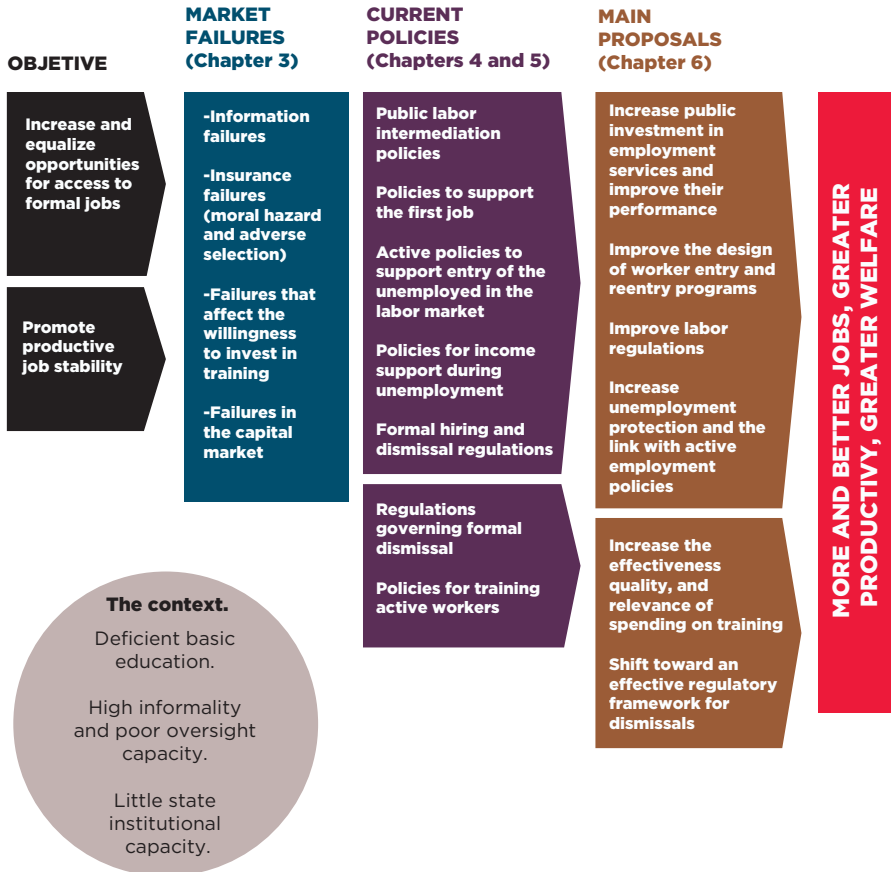 OBJETIVE
MARKET
FAILURES
(Chapter 3)
CURRENT
POLICIES
(Chapters 4 and 5)
MAIN
PROPOSALS
(Chapter 6)
Increase and
equalize
opportunities
for access to
formal jobs
Promote
productive
job stability
-Information
failures
-Insurance
failures
(moral hazard
and adverse
selection)
-Failures that
affect the
willingness
to invest in
training
-Failures in
the capital
market
Public labor
intermediation
policies
Policies to support
the first job
Active policies to
support entry of the
unemployed in the
labor market
Policies for income
support during
unemployment
Formal hiring and
dismissal regulations
Regulations
governing formal
dismissal
Policies for training
active workers
Increase public
investment in
employment
services and
improve their
performance
Improve the design
of worker entry and
reentry programs
Improve labor
regulations
Increase
unemployment
protection and the
link with active
employment
policies
Increase the
effectiveness
quality, and
relevance of
spending on training
Shift toward an
effective regulatory
framework for
dismissals
MORE AND BETTER JOBS, GREATER
PRODUCTIVY, GREATER WELFARE
The context.
Deficient basic
education.
High informality
and poor oversight
capacity.
Little state
institutional
capacity.